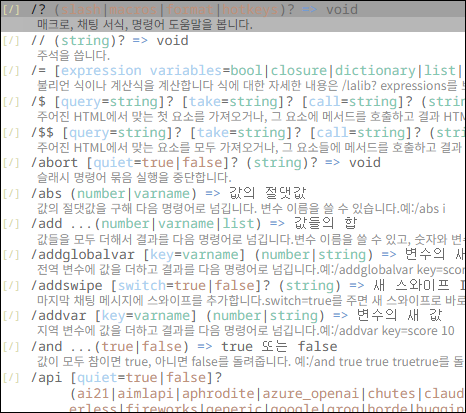 [/] /? (slash|macros|format|hotkeys)? => void
매크로, 채팅 서식, 명령어 도움말을 봅니다.
[/] // (string)? => void
주석을 씁니다.
[/] /= [expression variables=bool|closure|dictionary|list|
불리언 식이나 계산식을 계산합니다 식에 대한 자세한 내용은 /lalib? expressions를 보
[/] /$ [query=string]? [take=string]? [call=string]? (stri
주어진 HTML에서 맞는 첫 요소를 가져오거나, 그 요소에 메서드를 호출하고 결과 HTM
[/] /$$ [query=string]? [take=string]? [call=string]? (str
주어진 HTML에서 맞는 요소를 모두 가져오거나, 그 요소들에 메서드를 호출하고 결과 H
[/] /abort [quiet=true|false]? (string)? => void
슬래시 명령어 묶음 실행을 중단합니다.
[/] /abs (number|varname) => 값의 절댓값
값의 절댓값을 구해 다음 명령어로 넘깁니다. 변수 이름을 쓸 수 있습니다.예:/abs i
[/] /add ...(number|varname|list) => 값들의 합
값들을 모두 더해서 결과를 다음 명령어로 넘깁니다.변수 이름을 쓸 수 있고, 숫자와 변
[/] /addglobalvar [key=varname] (string) => 변수의 새
전역 변수에 값을 더하고 결과를 다음 명령어로 넘깁니다.예:/addglobalvar key=scor
[/] /addswipe [switch=true|false]? (string) => 새 스와이프 I
마지막 채팅 메시지에 스와이프를 추가합니다.switch=true를 주면 새 스와이프로 바로
[/] /addvar [key=varname] (string) => 변수의 새 값
지역 변수에 값을 더하고 결과를 다음 명령어로 넘깁니다.예:/addvar key=score 10
[/] /and ...(true|false) => true 또는 false
값이 모두 참이면 true, 아니면 false를 돌려줍니다. 예:/and true true truetrue를 돌
[/] /api [quiet=true|false]?
(ai21|aimlapi|aphrodite|azure_openai|chutes|claud
erless|fireworks|generic|google|groq|horde|huggin